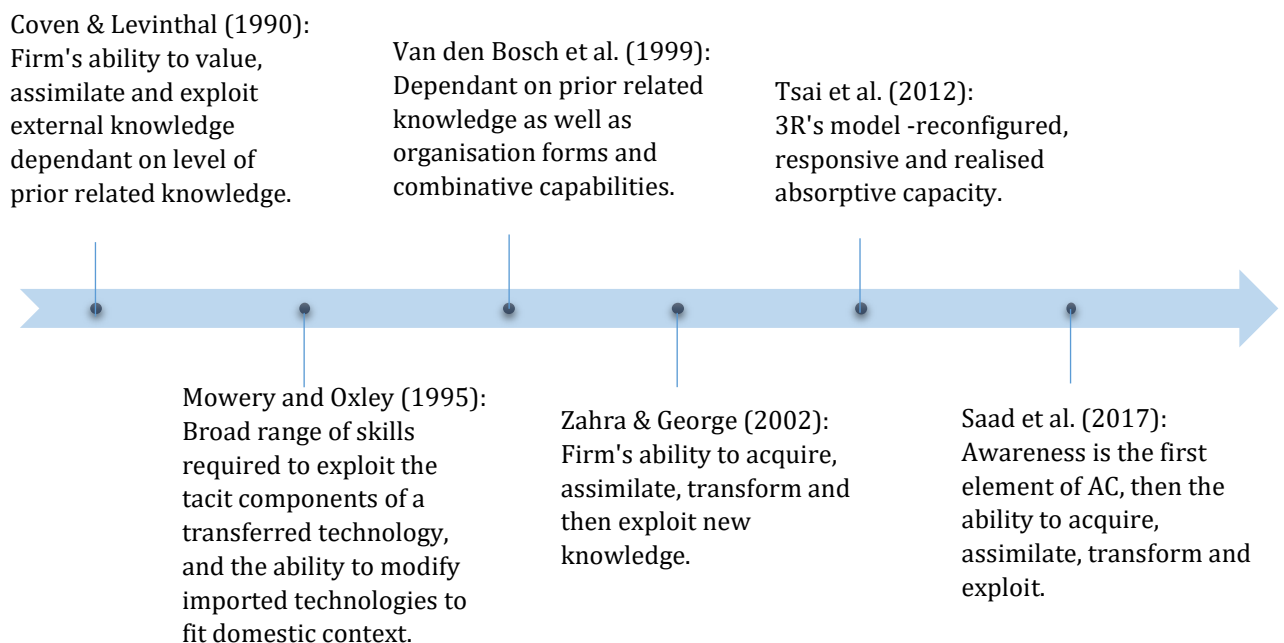 Coven & Levinthal (1990):
Firm's ability to value,
assimilate and exploit
external knowledge
dependant on level of
prior related knowledge.
Van den Bosch et al. (1999):
Dependant on prior related
knowledge as well as
organisation forms and
combinative capabilities.
Tsai et al. (2012):
3R's model -reconfigured,
responsive and realised
absorptive capacity.
Mowery and Oxley (1995):
Broad range of skills
required to exploit the
tacit components of a
transferred technology,
and the ability to modify
imported technologies to
fit domestic context.
Zahra & George (2002):
Firm's ability to acquire,
assimilate, transform and
then exploit new
knowledge.
Saad et al. (2017):
Awareness is the first
element of AC, then the
ability to acquire,
assimilate, transform and
exploit.